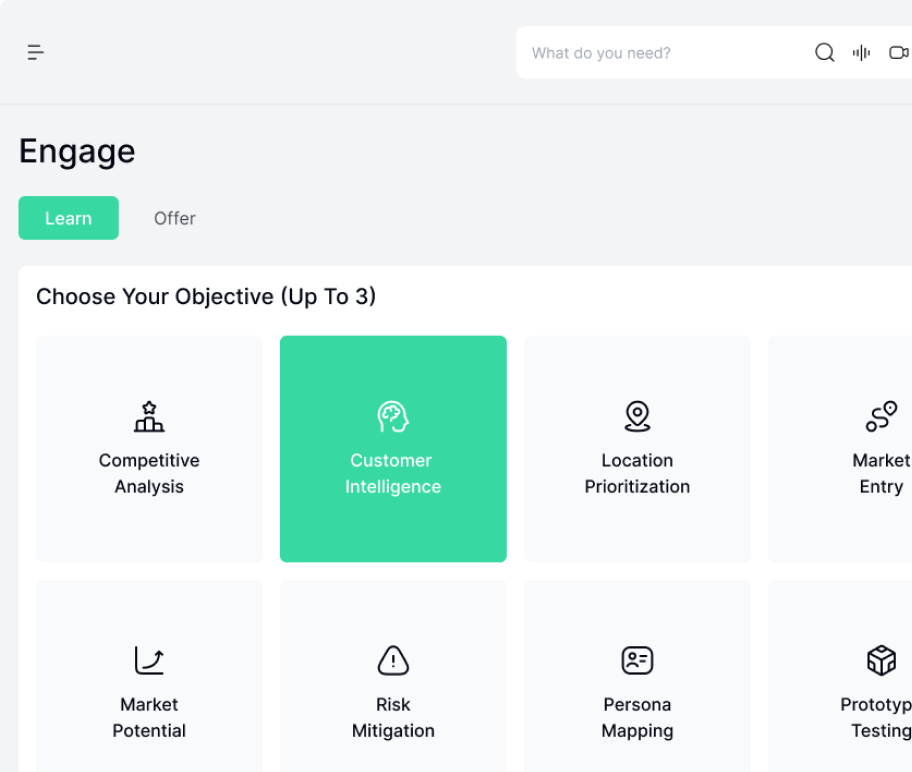 What do you need?
Engage
Learn
Offer
Choose Your Objective (Up To 3)
Competitive
Analysis
Customer
Intelligence
Location
Prioritization
Market
Entry
Market
Potential
Risk
Mitigation
Persona
Mapping
Prototyp
Testing